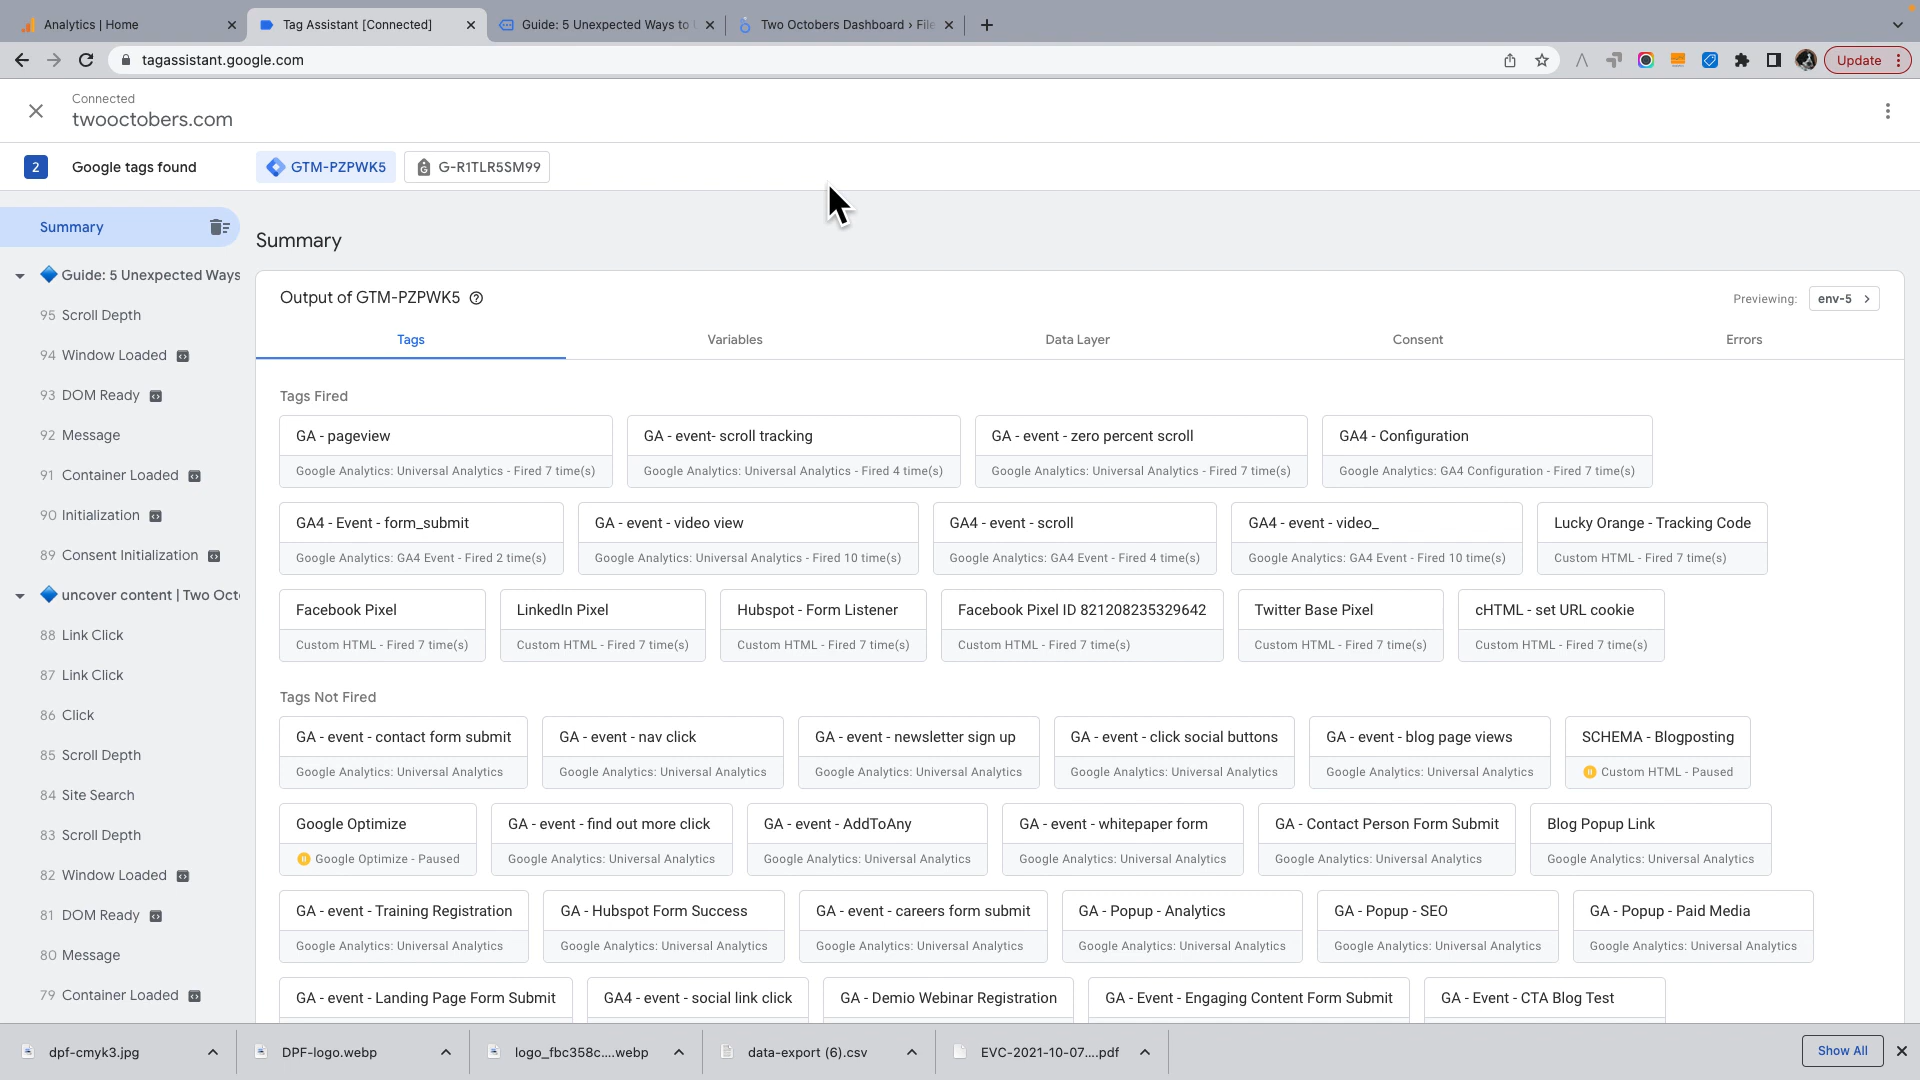 Analytics | Home
Tag Assistant [Connected]
Guide: 5 Unexpected Ways to
Two Octobers Dashboard › File
tagassistant.google.com
Update
Connected
twooctobers.com
2 Google tags found
GTM-PZPWK5
G-R1TLR5SM99
Summary
Guide: 5 Unexpected Ways
95 Scroll Depth
94 Window Loaded
93 DOM Ready
92 Message
91 Container Loaded
90 Initialization
89 Consent Initialization
uncover content | Two Octo
88 Link Click
87 Link Click
86 Click
85 Scroll Depth
84 Site Search
83 Scroll Depth
82 Window Loaded
81 DOM Ready
80 Message
79 Container Loaded
Summary
Output of GTM-PZPWK5
Previewing: env-5
Tags Variables Data Layer Consent Errors
Tags Fired
GA - pageview
Google Analytics: Universal Analytics - Fired 7 time(s)
GA - event- scroll tracking
Google Analytics: Universal Analytics - Fired 4 time(s)
GA - event - zero percent scroll
Google Analytics: Universal Analytics - Fired 7 time(s)
GA4 - Configuration
Google Analytics: GA4 Configuration - Fired 7 time(s)
GA4 - Event - form_submit
Google Analytics: GA4 Event - Fired 2 time(s)
GA - event - video view
Google Analytics: Universal Analytics - Fired 10 time(s)
GA4 - event - scroll
Google Analytics: GA4 Event - Fired 4 time(s)
GA4 - event - video_
Google Analytics: GA4 Event - Fired 10 time(s)
Lucky Orange - Tracking Code
Custom HTML - Fired 7 time(s)
Facebook Pixel
Custom HTML - Fired 7 time(s)
LinkedIn Pixel
Custom HTML - Fired 7 time(s)
Hubspot - Form Listener
Custom HTML - Fired 7 time(s)
Facebook Pixel ID 821208235329642
Custom HTML - Fired 7 time(s)
Twitter Base Pixel
Custom HTML - Fired 7 time(s)
cHTML - set URL cookie
Custom HTML - Fired 7 time(s)
Tags Not Fired
GA - event - contact form submit
Google Analytics: Universal Analytics
GA - event - nav click
Google Analytics: Universal Analytics
GA - event - newsletter sign up
Google Analytics: Universal Analytics
GA - event - click social buttons
Google Analytics: Universal Analytics
GA - event - blog page views
Google Analytics: Universal Analytics
SCHEMA - Blogposting
Custom HTML - Paused
Google Optimize
Google Optimize - Paused
GA - event - find out more click
Google Analytics: Universal Analytics
GA - event - AddToAny
Google Analytics: Universal Analytics
GA - event - whitepaper form
Google Analytics: Universal Analytics
GA - Contact Person Form Submit
Google Analytics: Universal Analytics
Blog Popup Link
Google Analytics: Universal Analytics
GA - event - Training Registration
Google Analytics: Universal Analytics
GA - Hubspot Form Success
Google Analytics: Universal Analytics
GA - event - careers form submit
Google Analytics: Universal Analytics
GA - Popup - Analytics
Google Analytics: Universal Analytics
GA - Popup - SEO
Google Analytics: Universal Analytics
GA - Popup - Paid Media
Google Analytics: Universal Analytics
GA - event - Landing Page Form Submit
GA4 - event - social link click
GA - Demio Webinar Registration
GA - Event - Engaging Content Form Submit
GA - Event - CTA Blog Test
dpf-cmyk3.jpg
DPF-logo.webp
logo_fbc358c....webp
data-export (6).csv
EVC-2021-10-07....pdf
Show All